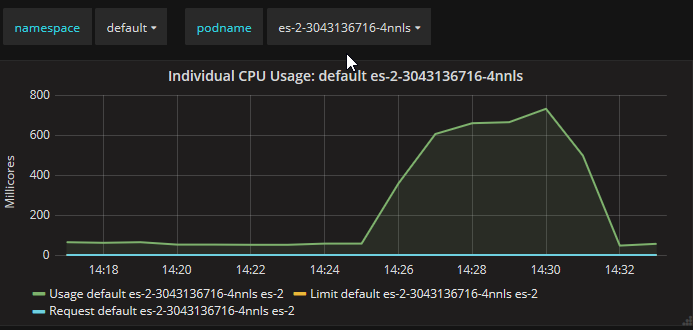 namespace default podname es-2-3043136716-4nnls
Individual CPU Usage: default es-2-3043136716-4nnls
Millicores
800
600
400
200
0
14:18 14:20 14:22 14:24 14:26 14:28 14:30 14:32
Usage default es-2-3043136716-4nnls es-2 Limit default es-2-3043136716-4nnls es-2
Request default es-2-3043136716-4nnls es-2